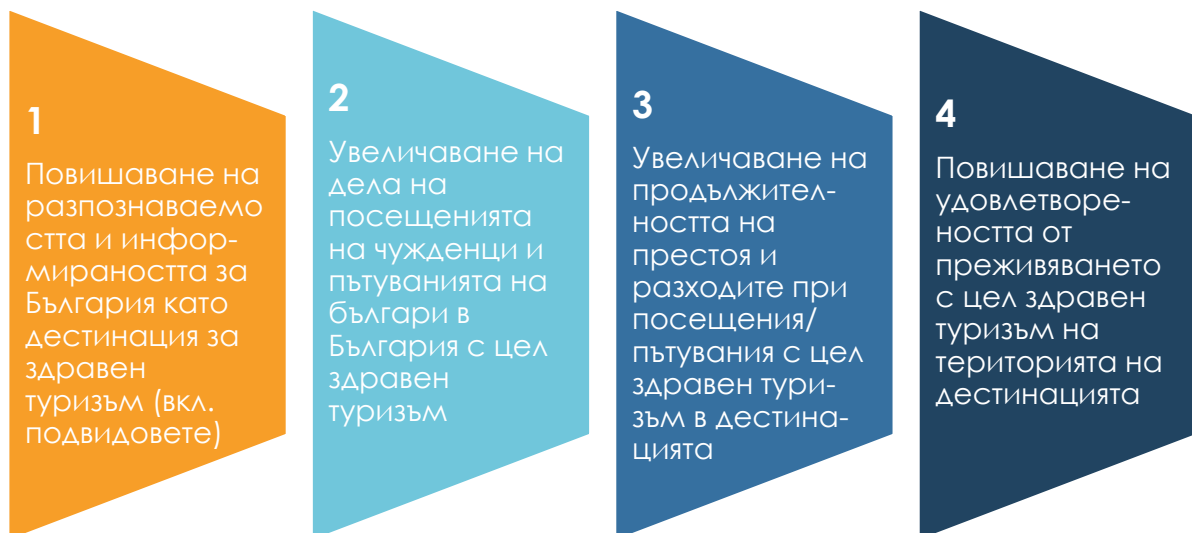 1
Повишаване на
разпознаваемо
стта и инфор-
мираността за
България като
дестинация за
здравен
туризъм (вкл.
подвидовете)
2
Увеличаване на
дела на
посещенията
на чужденци и
пътуванията на
българи в
България с цел
здравен
туризъм
3
Увеличаване на
продължител-
ността на
престоя и
разходите при
посещения/
пътувания с цел
здравен тури-
зъм в дестина-
цията
4
Повишаване на
удовлетворе-
ността от
преживяването
с цел здравен
туризъм на
територията на
дестинацията